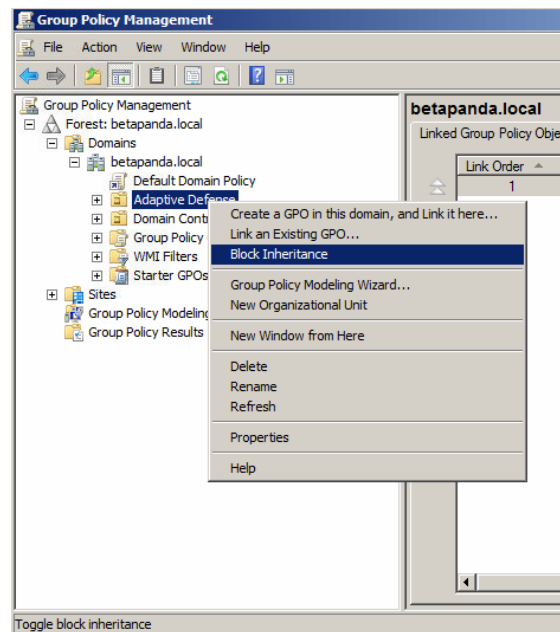 Group Policy Management
File Action View Window Help
Group Policy Management
Forest: betapanda.local
Domains
betapanda.local
Default Domain Policy
Adaptive Defense
Domain Contr
Group Policy
WMI Filters
Starter GPOs
Sites
Group Policy Modeling
Group Policy Results
betapanda.local
Linked Group Policy Obje
Link Order
1
Create a GPO in this domain, and Link it here...
Link an Existing GPO...
Block Inheritance
Group Policy Modeling Wizard...
New Organizational Unit
New Window from Here
Delete
Rename
Refresh
Properties
Help
Toggle block inheritance